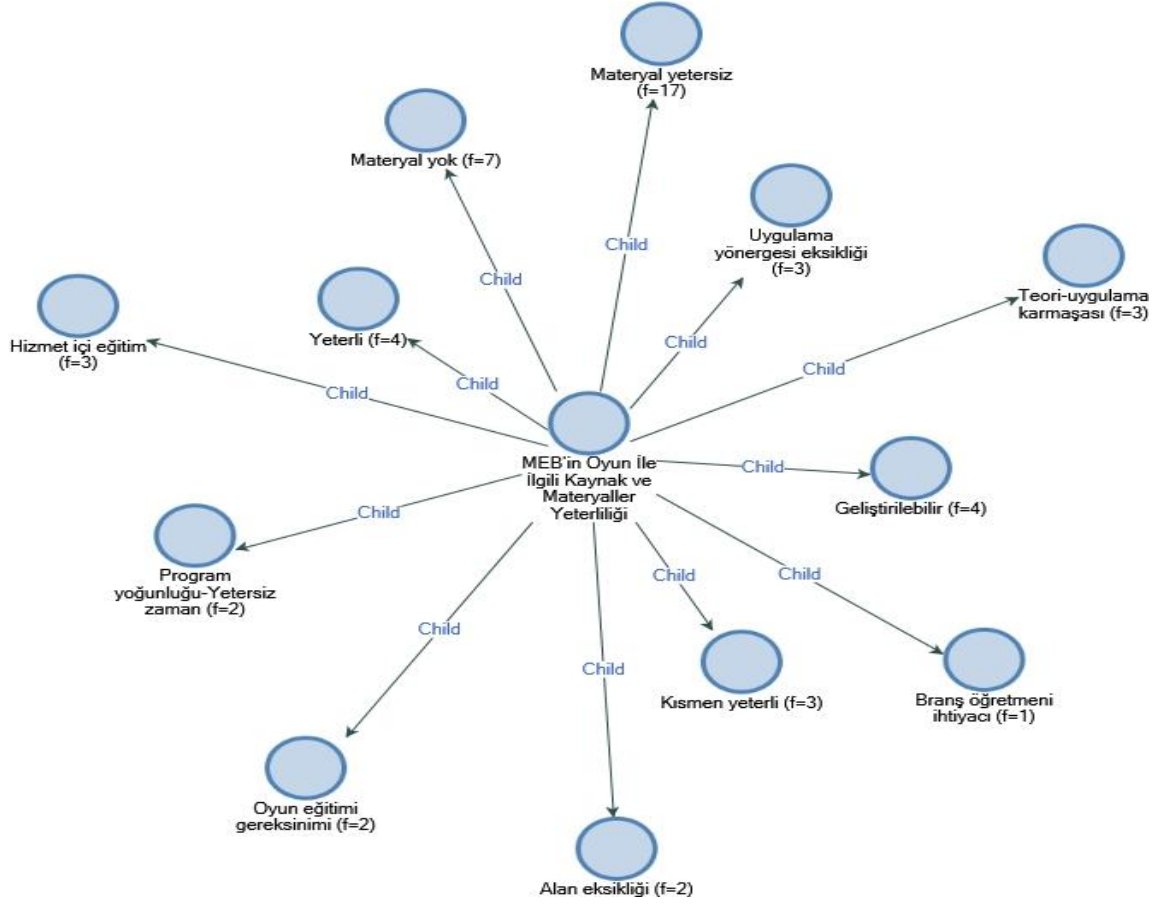 Materyal yetersiz
(f=17)
Materyal yok (f=7)
Uygulama
yönergesi eksikliği
(f=3)
Child
Child
Teori-uygulama
karmaşası (f=3)
Hizmet içi eğitim
(f=3)
Yeterli (f=4)
Child
Child
Child
Child
MEB'in Oyun İle
İlgili Kaynak ve
Materyaller
Yeterliliği
Child
Geliştirilebilir (f=4)
Child
Program
yoğunluğu-Yetersiz
zaman (f=2)
Child
Child
Child
Child
Kısmen yeterli (f=3)
Branş öğretmeni
ihtiyacı (f=1)
Oyun eğitimi
gereksinimi (f=2)
Alan eksikliği (f=2)